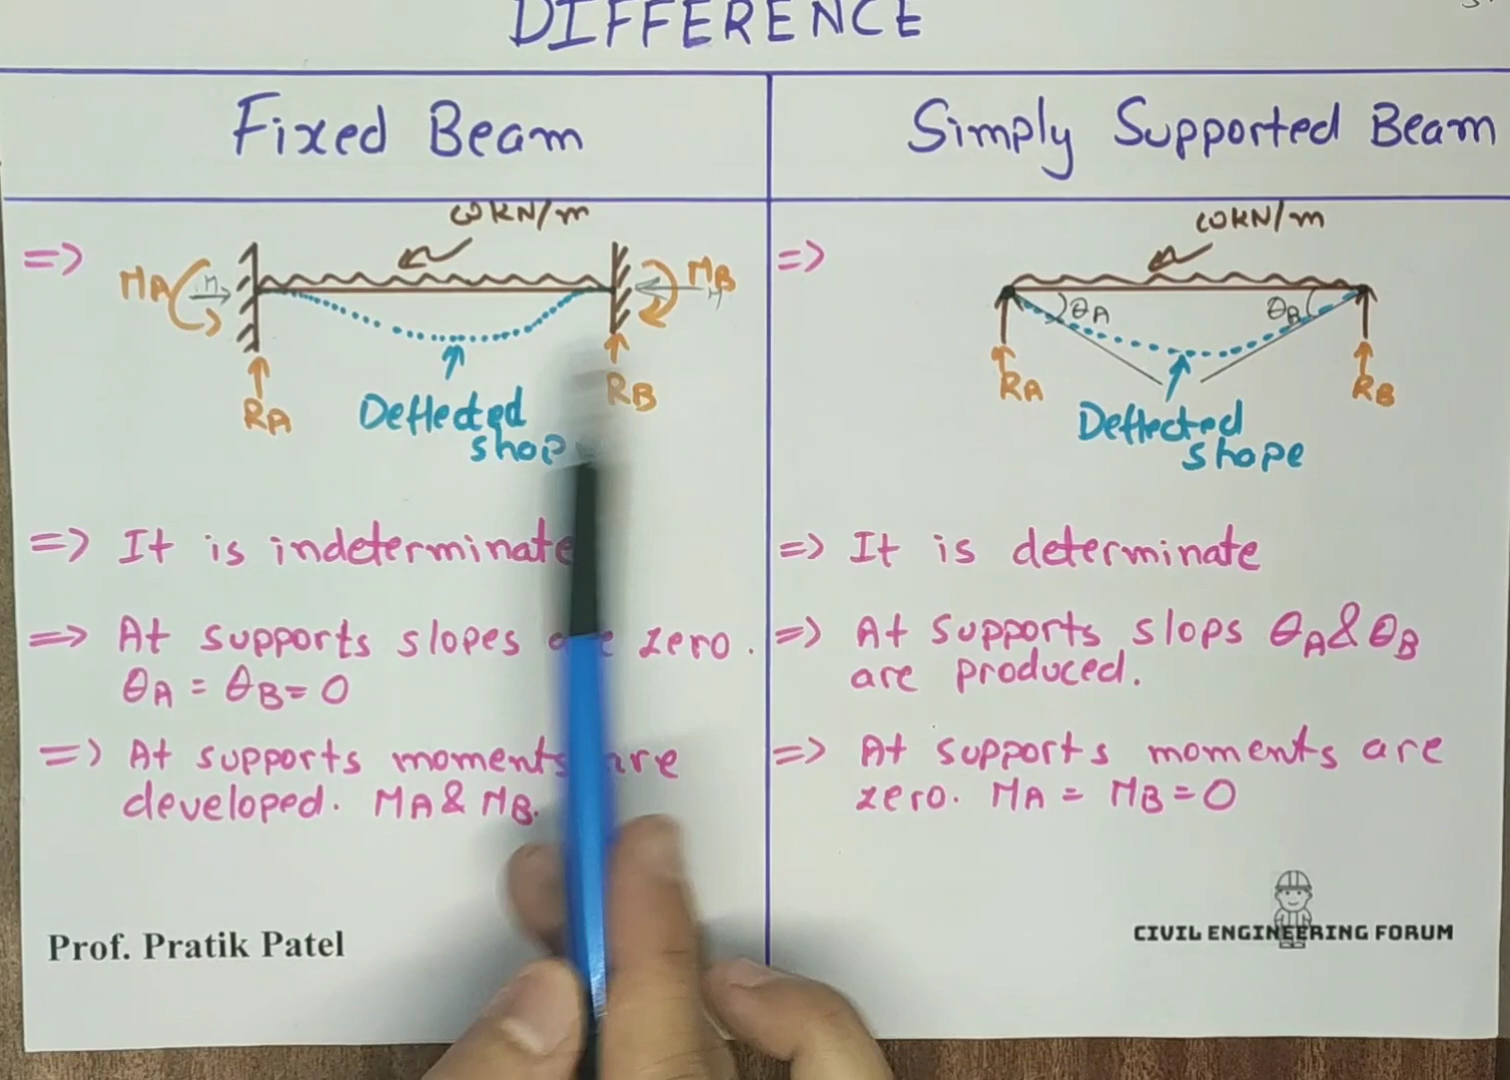 DIFFERENCE
Fixed Beam
Simply Supported Beam
=> ωkN/m
MA H H MB
RA RB
Deflected
shop
=> ωkN/m
θA θB
RA RB
Deflected
shope
=> It is indeterminate
=> At supports slopes are zero.
θA = θB = 0
=> At supports moments are
developed. MA & MB.
=> It is determinate
=> At supports slops θA & θB
are produced.
=> At supports moments are
zero. MA = MB = 0
Prof. Pratik Patel
CIVIL ENGINEERING FORUM